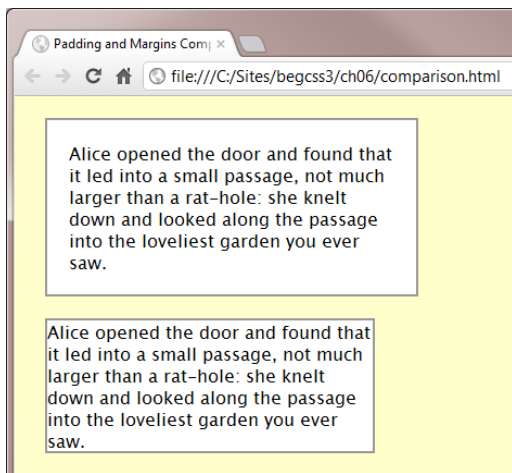 Padding and Margins Com
file:///C:/Sites/begcss3/ch06/comparison.html
Alice opened the door and found that
it led into a small passage, not much
larger than a rat-hole: she knelt
down and looked along the passage
into the loveliest garden you ever
saw.
Alice opened the door and found that
it led into a small passage, not much
larger than a rat-hole: she knelt
down and looked along the passage
into the loveliest garden you ever
saw.